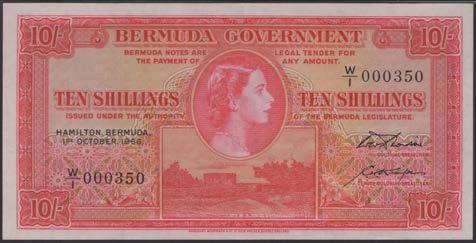 10/- BERMUDA GOVERNMENT 10/-
BERMUDA NOTES ARE LEGAL TENDER FOR
THE PAYMENT OF ANY AMOUNT.
W/1 000350
TEN SHILLINGS TEN SHILLINGS
ISSUED UNDER THE AUTHORITY OF THE BERMUDA LEGISLATURE.
HAMILTON, BERMUDA.
1ST OCTOBER, 1966.
W/1 000350
10/- 10/-